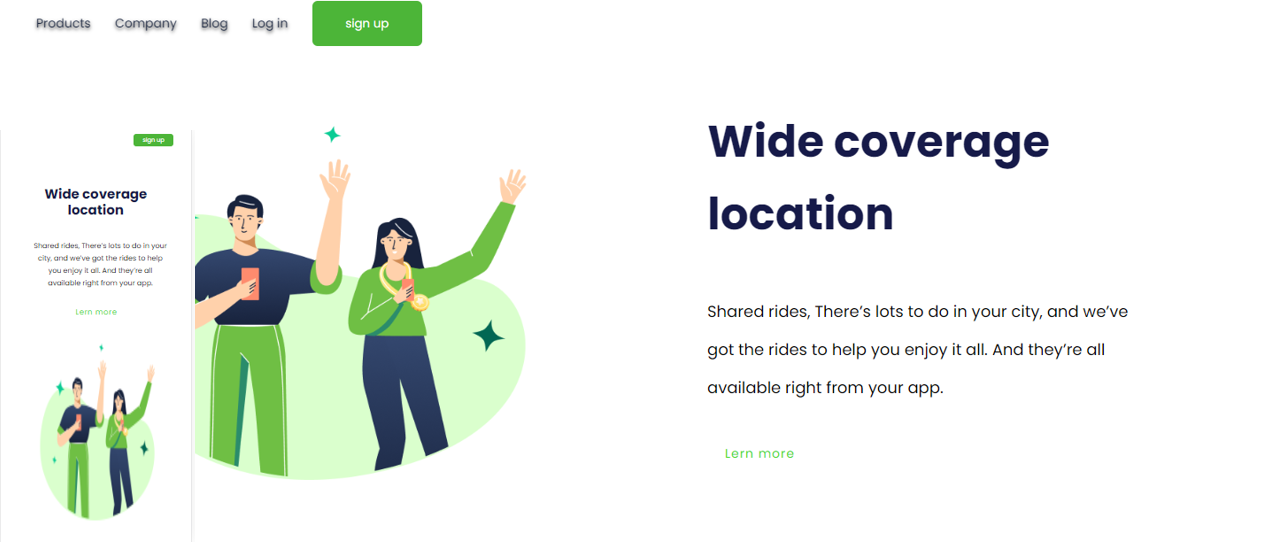 Products Company Blog Log in sign up
sign up
Wide coverage
location
Shared rides, There's lots to do in your
city, and we've got the rides to help
you enjoy it all. And they're all
available right from your app.
Lern more
Wide coverage
location
Shared rides, There's lots to do in your city, and we've
got the rides to help you enjoy it all. And they're all
available right from your app.
Lern more